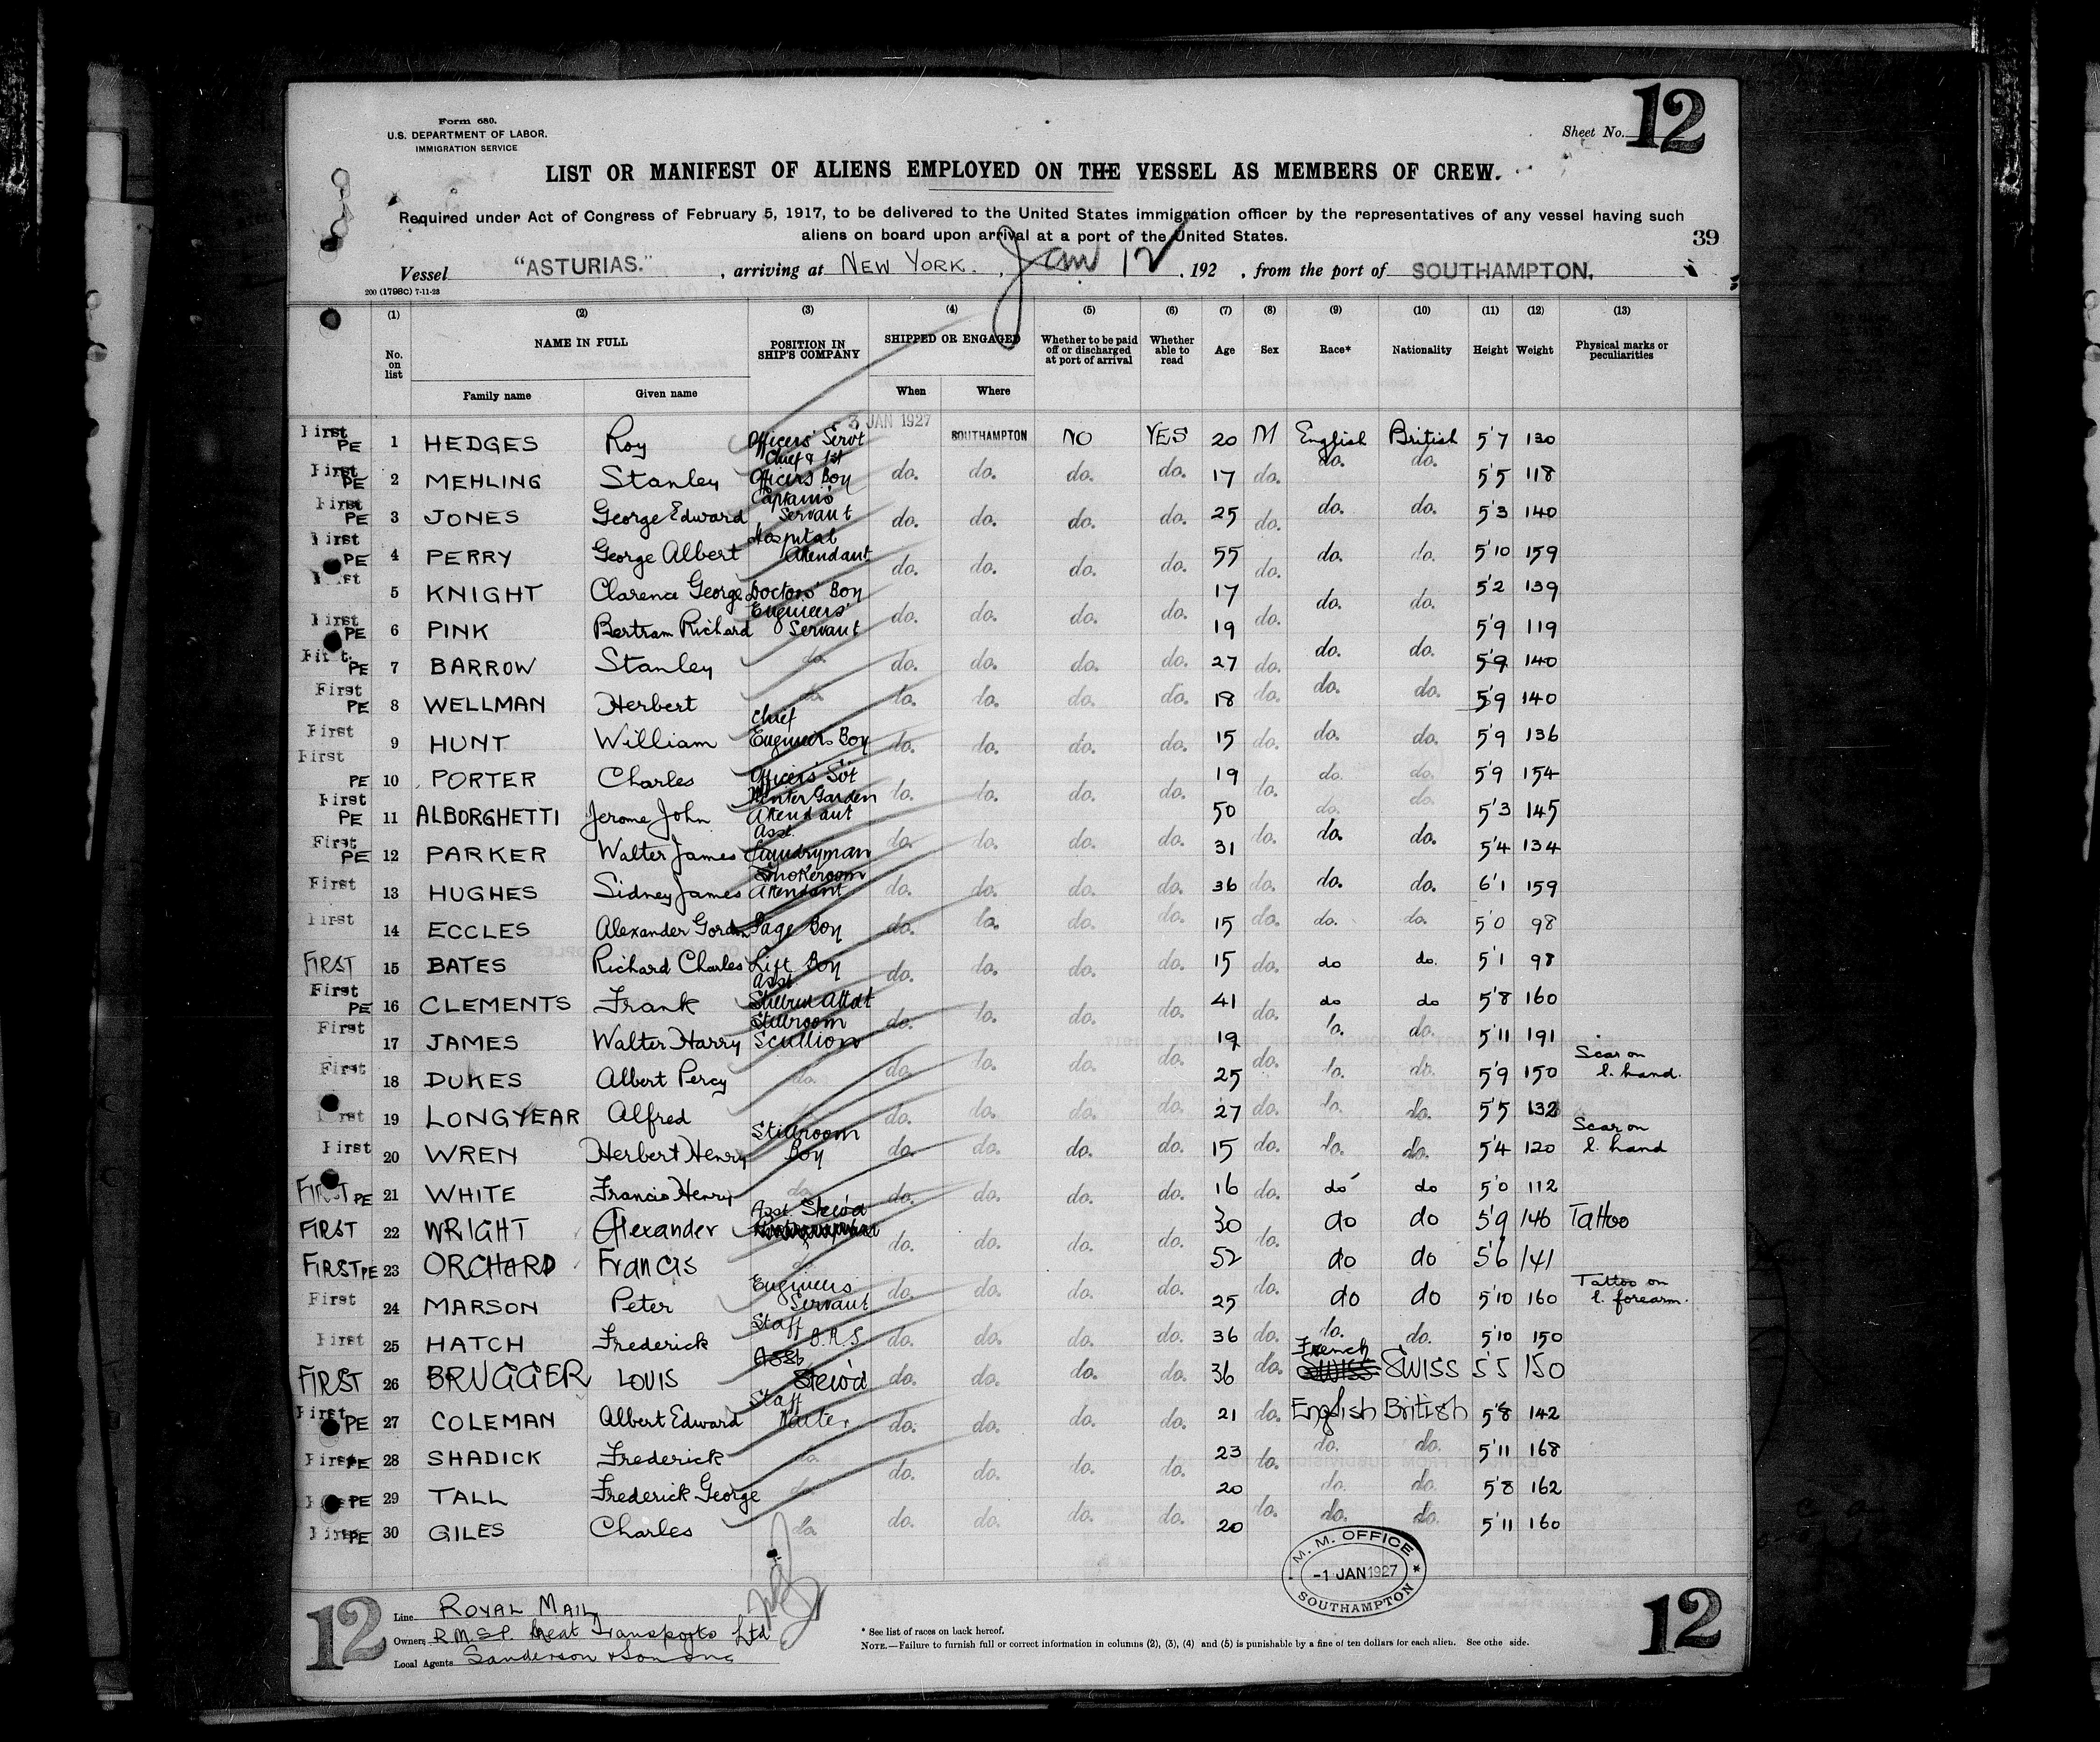 Form 680.
U.S. DEPARTMENT OF LABOR.
IMMIGRATION SERVICE
Sheet No. 12
LIST OR MANIFEST OF ALIENS EMPLOYED ON THE VESSEL AS MEMBERS OF CREW.
Required under Act of Congress of February 5, 1917, to be delivered to the United States immigration officer by the representatives of any vessel having such
aliens on board upon arrival at a port of the United States.
39
Vessel "ASTURIAS." , arriving at NEW YORK. , Jan 12 , 192 , from the port of SOUTHAMPTON.
200 (1798c) 7-11-23
(1) (2) (3) (4) (5) (6) (7) (8) (9) (10) (11) (12) (13)
No. on list NAME IN FULL Family name Given name POSITION IN SHIP'S COMPANY SHIPPED OR ENGAGED When Where Whether to be paid off or discharged at port of arrival Whether able to read Age Sex Race* Nationality Height Weight Physical marks or peculiarities
First PE 1 HEDGES Roy Officers' Servt 3 JAN 1927 SOUTHAMPTON NO YES 20 M English British 5'7 130
First PE 2 MEHLING Stanley Chief & 1st Officers Boy do. do. do. do. 17 do. do. do. 5'5 118
First PE 3 JONES George Edward Captains Servant do. do. do. do. 25 do. do. do. 5'3 140
First PE 4 PERRY George Albert Hospital Attendant do. do. do. do. 55 do. do. do. 5'10 159
5 KNIGHT Clarence George Doctors' Boy 17 do. do. 5'2 139
First PE 6 PINK Bertram Richard Engineers' Servant do. do. do. do. 19 do. do. do. 5'9 119
First PE 7 BARROW Stanley do. do. do. do. do. 27 do. do. do. 5'9 140
First PE 8 WELLMAN Herbert do. do. do. do. do. 18 do. do. do. 5'9 140
First 9 HUNT William Chief Engineers Boy do. do. do. do. 15 do. do. do. 5'9 136
First PE 10 PORTER Charles Officers' Svt do. do. do. do. 19 do. do. do. 5'9 154
First PE 11 ALBORGHETTI Jerome John Winter Garden Attendant 50 do. do. 5'3 145
First PE 12 PARKER Walter James Asst. Laundryman do. do. do. do. 31 do. do. do. 5'4 134
First 13 HUGHES Sidney James Smokeroom Attendant do. do. do. do. 36 do. do. do. 6'1 159
First 14 ECCLES Alexander Gordon Page Boy do. do. do. do. 15 do. do. do. 5'0 98
FIRST 15 BATES Richard Charles Lift Boy do. do. do. do. 15 do. do do. 5'1 98
First PE 16 CLEMENTS Frank Asst Stillrm Attdt 41 do. do do 5'8 160
First 17 JAMES Walter Harry Stillroom Scullion do. do. do. do. 19 do. do. do. 5'11 191
First 18 DUKES Albert Percy do. do. do. do. do. 25 do. do. do. 5'9 150 Scar on l. hand.
19 LONGYEAR Alfred do. do. do. do. 27 do. do. do. 5'5 132
First 20 WREN Herbert Henry Stillroom Boy do. do. do. do. 15 do. do. do. 5'4 120 Scar on l. hand
FIRST PE 21 WHITE Francis Henry do. do. do. do. do. 16 do. do do 5'0 112
FIRST 22 WRIGHT Alexander Asst. Stew'd 30 do do 5'9 146 Tattoo
FIRST PE 23 ORCHARD Francis do. do. do. do. 52 do. do do 5'6 141
First 24 MARSON Peter Engineers Servant do. do. do. do. 25 do. do do 5'10 160 Tattoo on l. forearm.
First 25 HATCH Frederick Staff B.R.S. do. do. do. do. 36 do. do. do. 5'10 150
FIRST 26 BRUGGER LOUIS Asst Stew'd do. do. do. do. 36 do. French SWISS SWISS 5'5 150
First PE 27 COLEMAN Albert Edward Staff Waiter do. do. do. do. 21 do. English British 5'8 142
First PE 28 SHADICK Frederick do. do. do. do. do. 23 do. do. do. 5'11 168
PE 29 TALL Frederick George do. 20 do. do. 5'8 162
First PE 30 GILES Charles do. do. do. do. do. 20 do. do. do. 5'11 160
M. M. OFFICE
-1 JAN 1927
SOUTHAMPTON
12
Line ROYAL MAIL
Owners R.M.S.P. Meat Transports Ltd
Local Agents Sanderson & Son Inc
* See list of races on back hereof.
NOTE.—Failure to furnish full or correct information in columns (2), (3), (4) and (5) is punishable by a fine of ten dollars for each alien. See othe side.
12